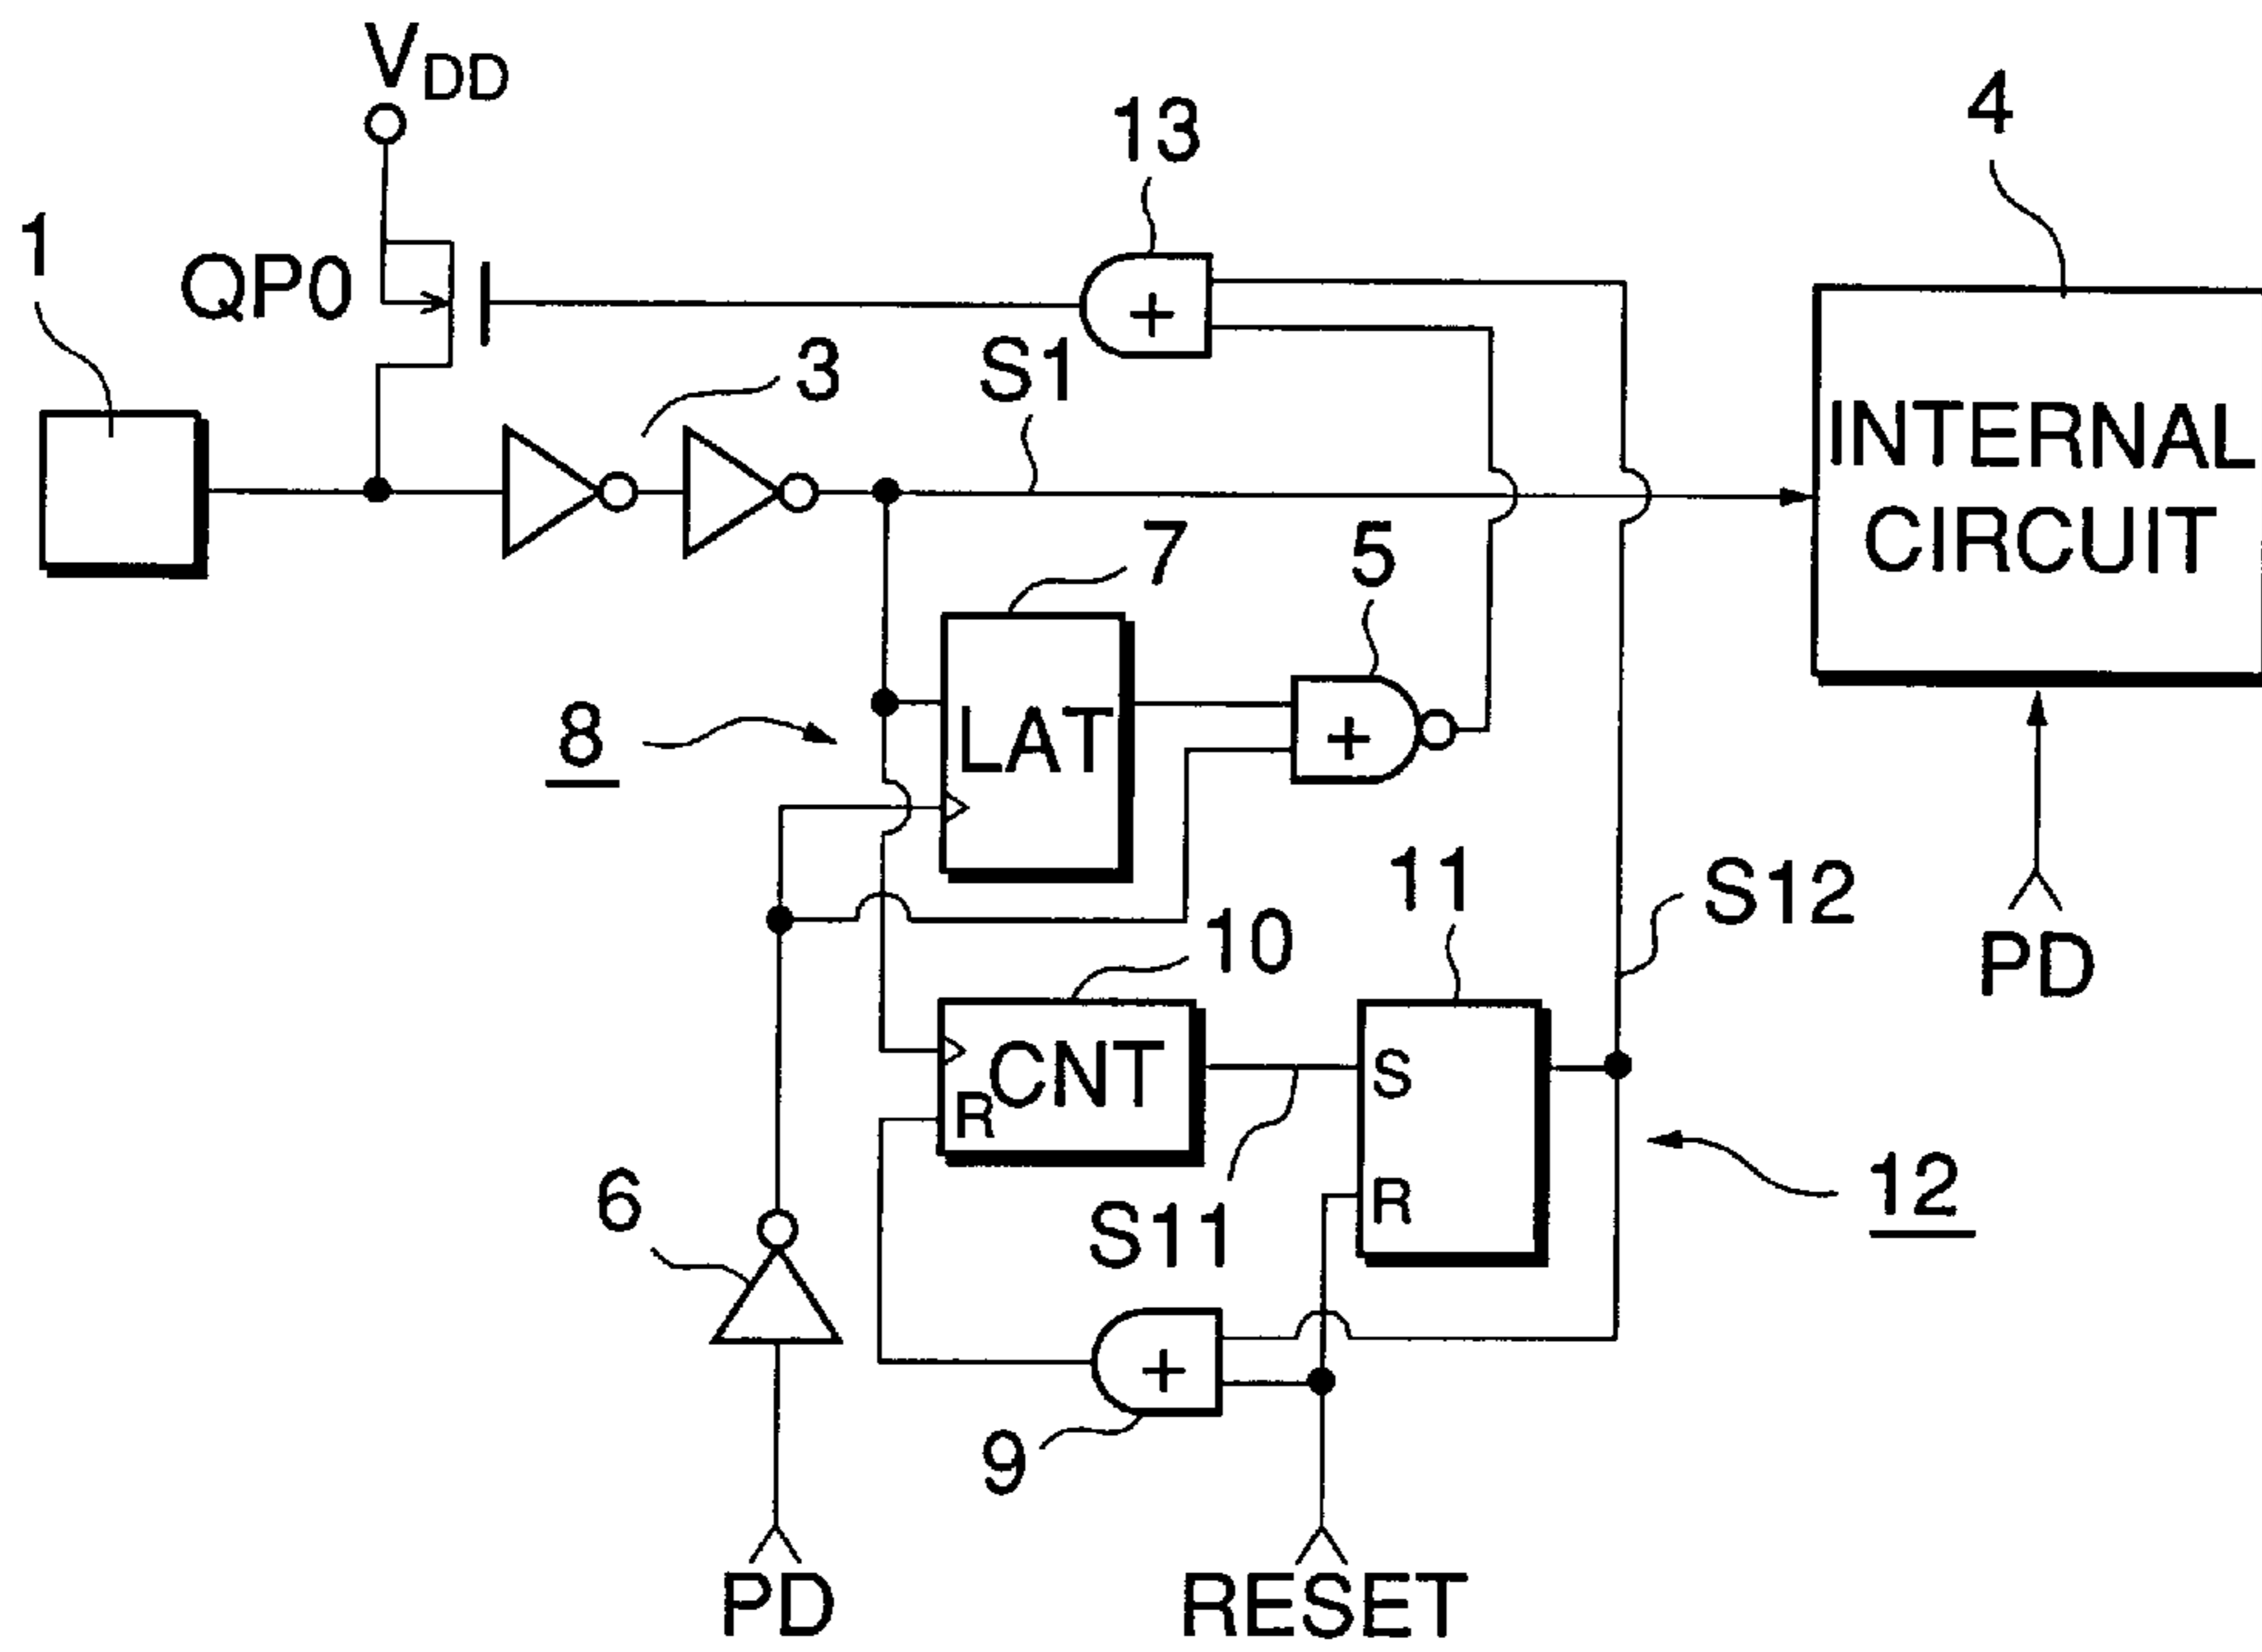 VDD
13
4
1
QP0
3
S1
INTERNAL
CIRCUIT
7
5
8
LAT
+
+
11
S12
10
PD
CNT
R
S
R
6
S11
12
+
9
PD
RESET